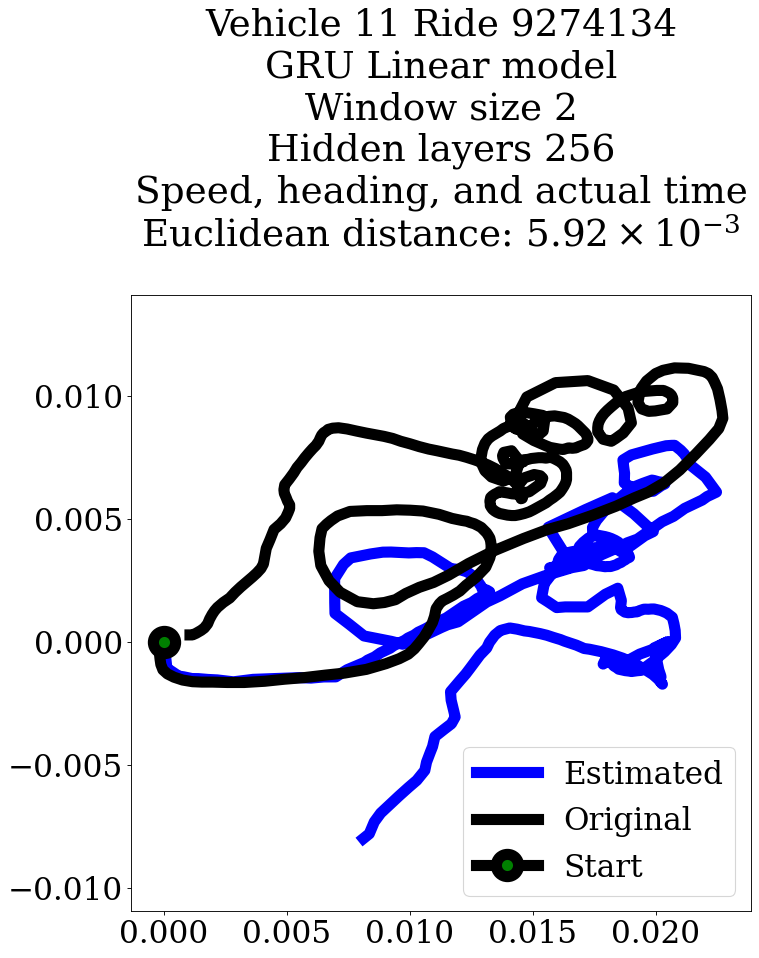 Vehicle 11 Ride 9274134
GRU Linear model
Window size 2
Hidden layers 256
Speed, heading, and actual time
Euclidean distance: 5.92 × 10⁻³
0.010
0.005
0.000
−0.005
−0.010
Estimated
Original
Start
0.000 0.005 0.010 0.015 0.020